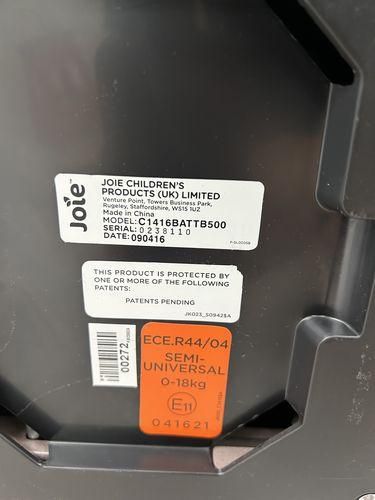 Joie
JOIE CHILDREN'S
PRODUCTS (UK) LIMITED
Venture Point, Towers Business Park,
Rugeley, Staffordshire, WS15 1UZ
Made in China
MODEL: C1416BATTB500
SERIAL: 0238110
DATE: 090416
THIS PRODUCT IS PROTECTED BY
ONE OR MORE OF THE FOLLOWING
PATENTS:
PATENTS PENDING
JK023_S0942$A
00272
ECE.R44/04
SEMI-
UNIVERSAL
0-18kg
E11
041621